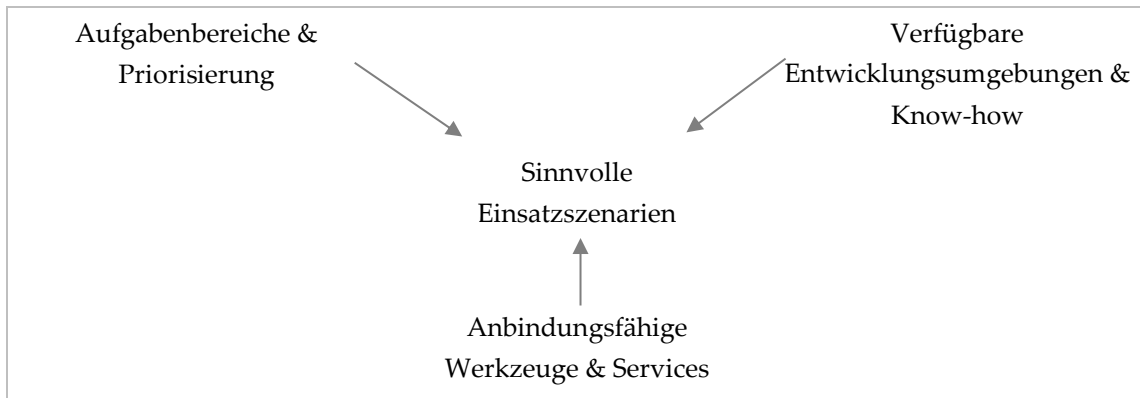 Aufgabenbereiche &
Priorisierung
Verfügbare
Entwicklungsumgebungen &
Know-how
Sinnvolle
Einsatzszenarien
Anbindungsfähige
Werkzeuge & Services